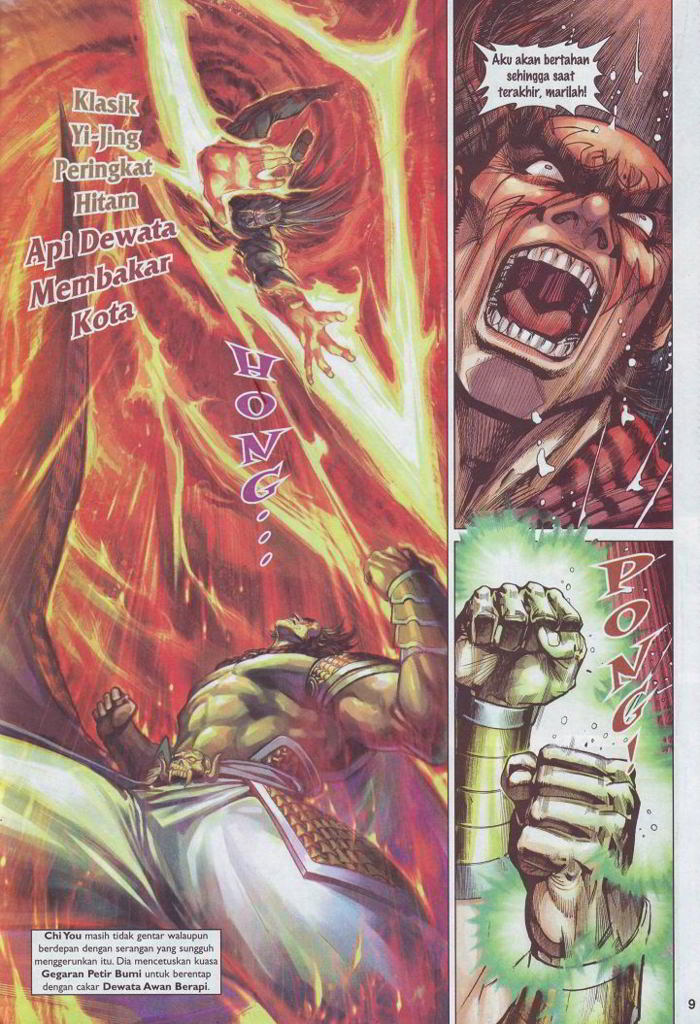 Klasik
Yi-Jing
Peringkat
Hitam
Api Dewata
Membakar
Kota
HONG...
Chi You masih tidak gentar walaupun
berdepan dengan serangan yang sungguh
menggerunkan itu. Dia mencetuskan kuasa
Gegaran Petir Bumi untuk berentap
dengan cakar Dewata Awan Berapi.
Aku akan bertahan
sehingga saat
terakhir, marilah!
PONG!
9